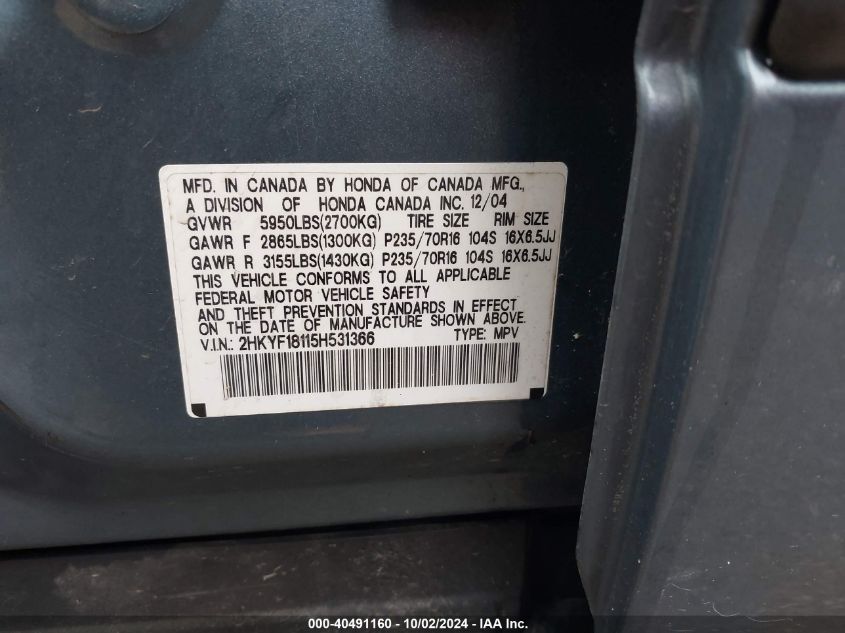 MFD. IN CANADA BY HONDA OF CANADA MFG.,
A DIVISION OF HONDA CANADA INC. 12/04
GVWR 5950LBS(2700KG) TIRE SIZE RIM SIZE
GAWR F 2865LBS(1300KG) P235/70R16 104S 16X6.5JJ
GAWR R 3155LBS(1430KG) P235/70R16 104S 16X6.5JJ
THIS VEHICLE CONFORMS TO ALL APPLICABLE
FEDERAL MOTOR VEHICLE SAFETY
AND THEFT PREVENTION STANDARDS IN EFFECT
ON THE DATE OF MANUFACTURE SHOWN ABOVE.
V.I.N.: 2HKYF18115H531366 TYPE: MPV
000-40491160 - 10/02/2024 - IAA Inc.